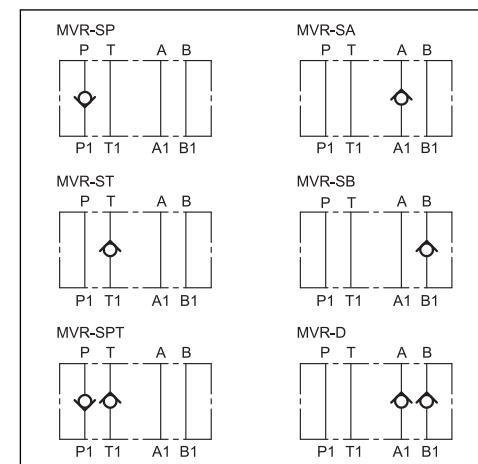 MVR-SP
P T A B
P1 T1 A1 B1
MVR-SA
P T A B
P1 T1 A1 B1
MVR-ST
P T A B
P1 T1 A1 B1
MVR-SB
P T A B
P1 T1 A1 B1
MVR-SPT
P T A B
P1 T1 A1 B1
MVR-D
P T A B
P1 T1 A1 B1